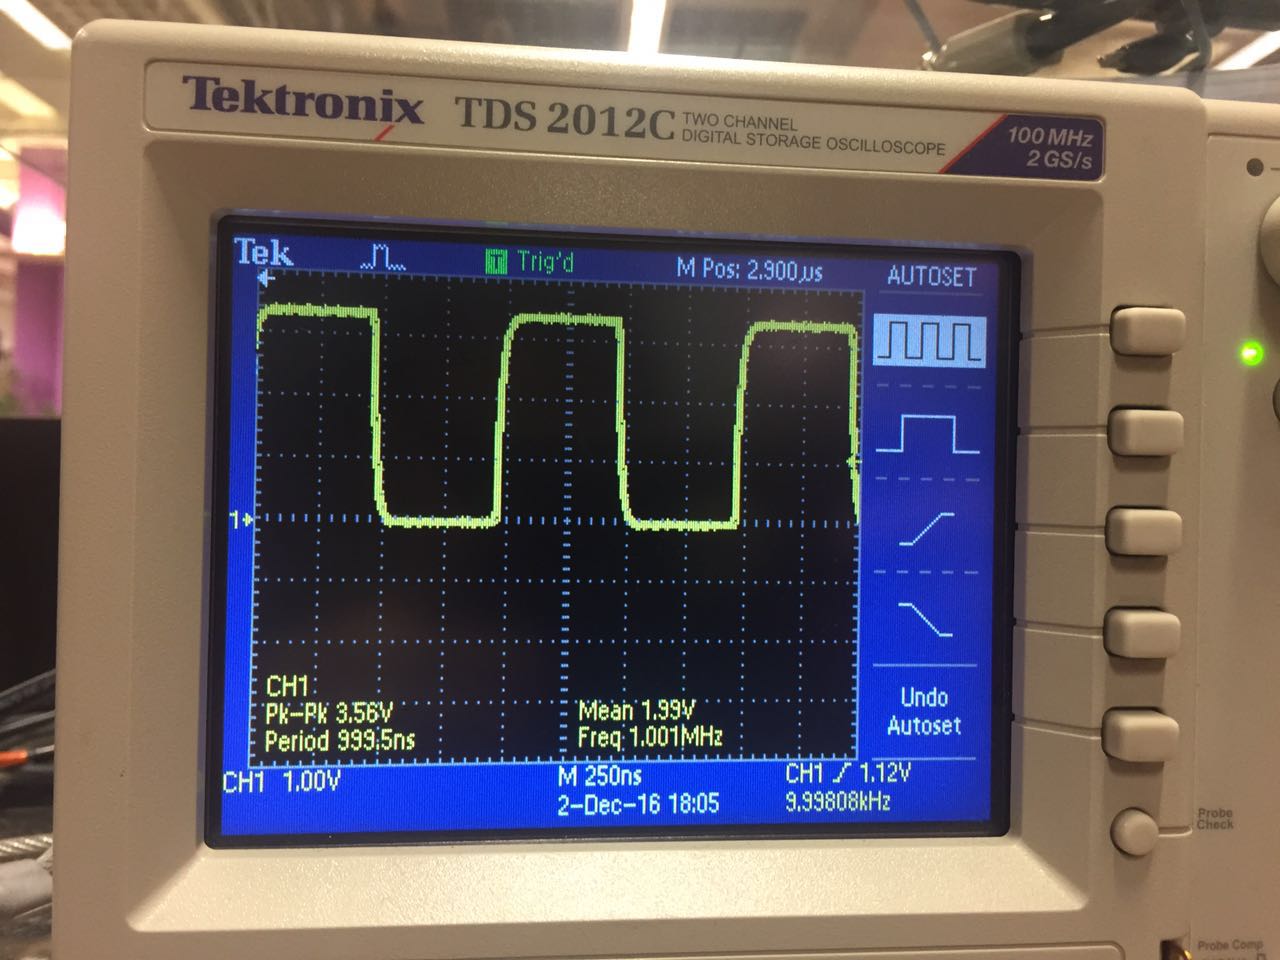 Tektronix TDS 2012C TWO CHANNEL
DIGITAL STORAGE OSCILLOSCOPE
100 MHz
2 GS/s
Tek
T Trig'd
M Pos: 2.900µs
AUTOSET
1
CH1
Pk-Pk 3.56V
Mean 1.99V
Period 999.5ns
Freq 1.001MHz
Undo
Autoset
CH1 1.00V
M 250ns
CH1 1.12V
2-Dec-16 18:05
9.99808kHz
Probe
Check
Probe Comp